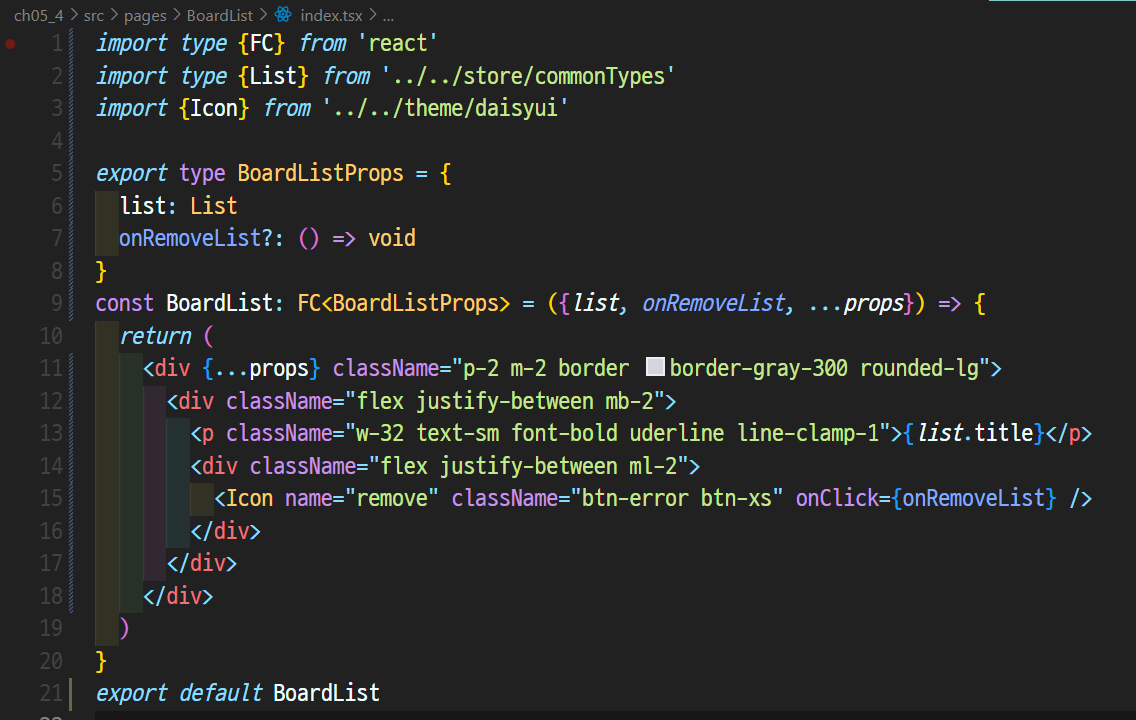 ch05_4 > src > pages > BoardList > index.tsx > ...
1 import type {FC} from 'react'
2 import type {List} from '../../store/commonTypes'
3 import {Icon} from '../../theme/daisyui'
4
5 export type BoardListProps = {
6 list: List
7 onRemoveList?: () => void
8 }
9 const BoardList: FC<BoardListProps> = ({list, onRemoveList, ...props}) => {
10 return (
11 <div {...props} className="p-2 m-2 border border-gray-300 rounded-lg">
12 <div className="flex justify-between mb-2">
13 <p className="w-32 text-sm font-bold uderline line-clamp-1">{list.title}</p>
14 <div className="flex justify-between ml-2">
15 <Icon name="remove" className="btn-error btn-xs" onClick={onRemoveList} />
16 </div>
17 </div>
18 </div>
19 )
20 }
21 export default BoardList